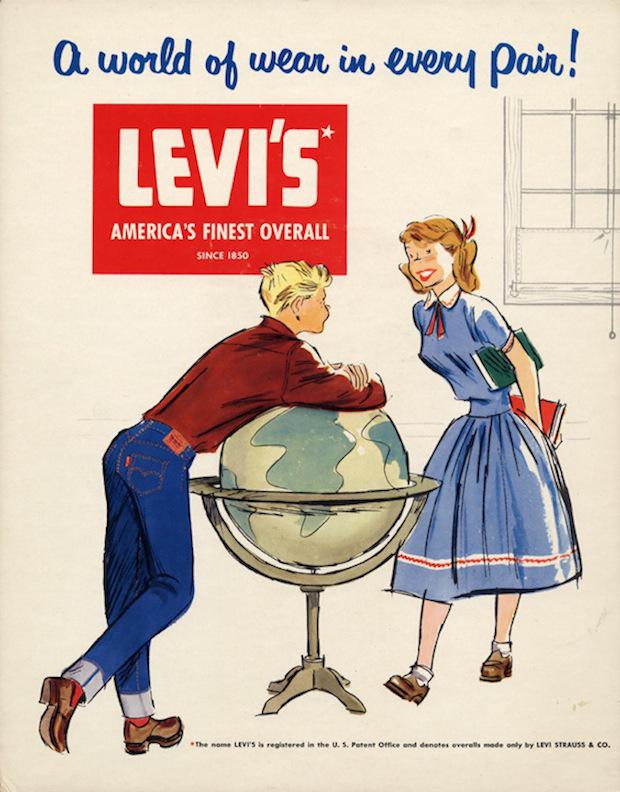 A world of wear in every pair!
LEVI'S*
AMERICA'S FINEST OVERALL
SINCE 1850
*The name LEVI'S is registered in the U. S. Patent Office and denotes overalls made only by LEVI STRAUSS & CO.